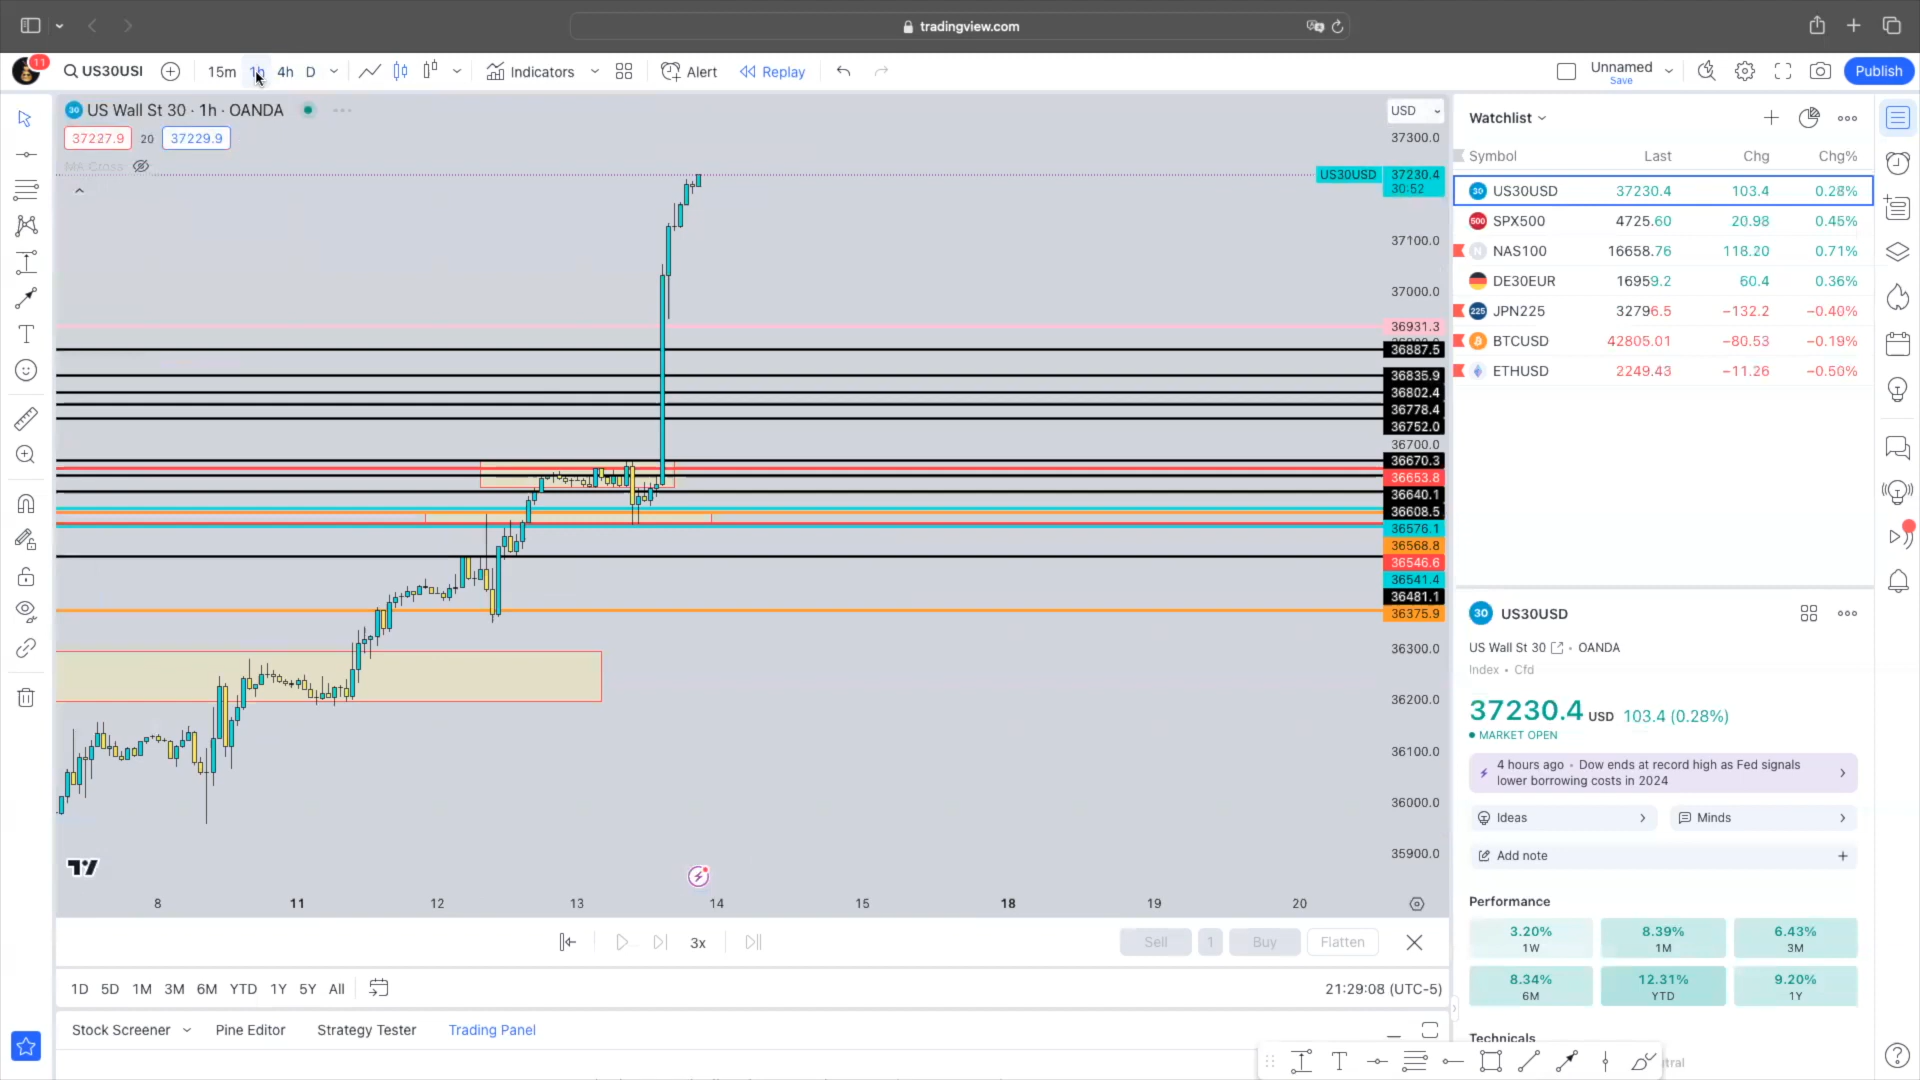 tradingview.com
11
US30USI
15m
1h
4h
D
Indicators
Alert
Replay
Unnamed
Save
Publish
30
US Wall St 30 · 1h · OANDA
37227.9
20
37229.9
MA Cross
USD
37300.0
US30USD
37230.4
30:52
37100.0
37000.0
36931.3
36887.5
36835.9
36802.4
36778.4
36752.0
36700.0
36670.3
36653.8
36640.1
36608.5
36576.1
36568.8
36546.6
36541.4
36481.1
36375.9
36300.0
36200.0
36100.0
36000.0
35900.0
8
11
12
13
14
15
18
19
20
3x
Sell
1
Buy
Flatten
1D
5D
1M
3M
6M
YTD
1Y
5Y
All
21:29:08 (UTC-5)
Stock Screener
Pine Editor
Strategy Tester
Trading Panel
Watchlist
Symbol
Last
Chg
Chg%
30
US30USD
37230.4
103.4
0.28%
500
SPX500
4725.60
20.98
0.45%
N
NAS100
16658.76
118.20
0.71%
DE30EUR
16959.2
60.4
0.36%
225
JPN225
32796.5
−132.2
−0.40%
BTCUSD
42805.01
−80.53
−0.19%
ETHUSD
2249.43
−11.26
−0.50%
30
US30USD
US Wall St 30 • OANDA
Index • Cfd
37230.4 USD 103.4 (0.28%)
MARKET OPEN
4 hours ago • Dow ends at record high as Fed signals
lower borrowing costs in 2024
Ideas
Minds
Add note
Performance
3.20%
1W
8.39%
1M
6.43%
3M
8.34%
6M
12.31%
YTD
9.20%
1Y
Technicals